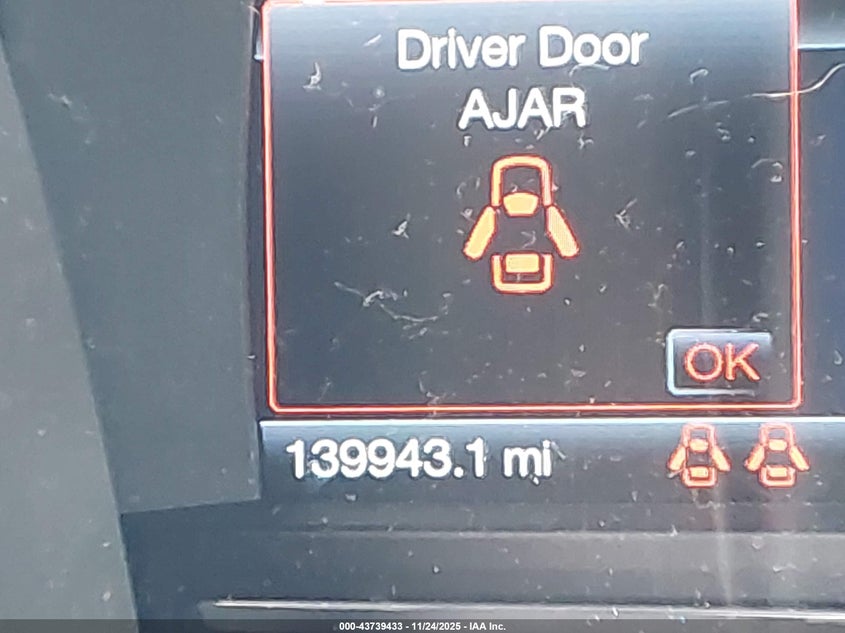 Driver Door
AJAR
OK
139943.1 mi
000-43739433 - 11/24/2025 - IAA Inc.